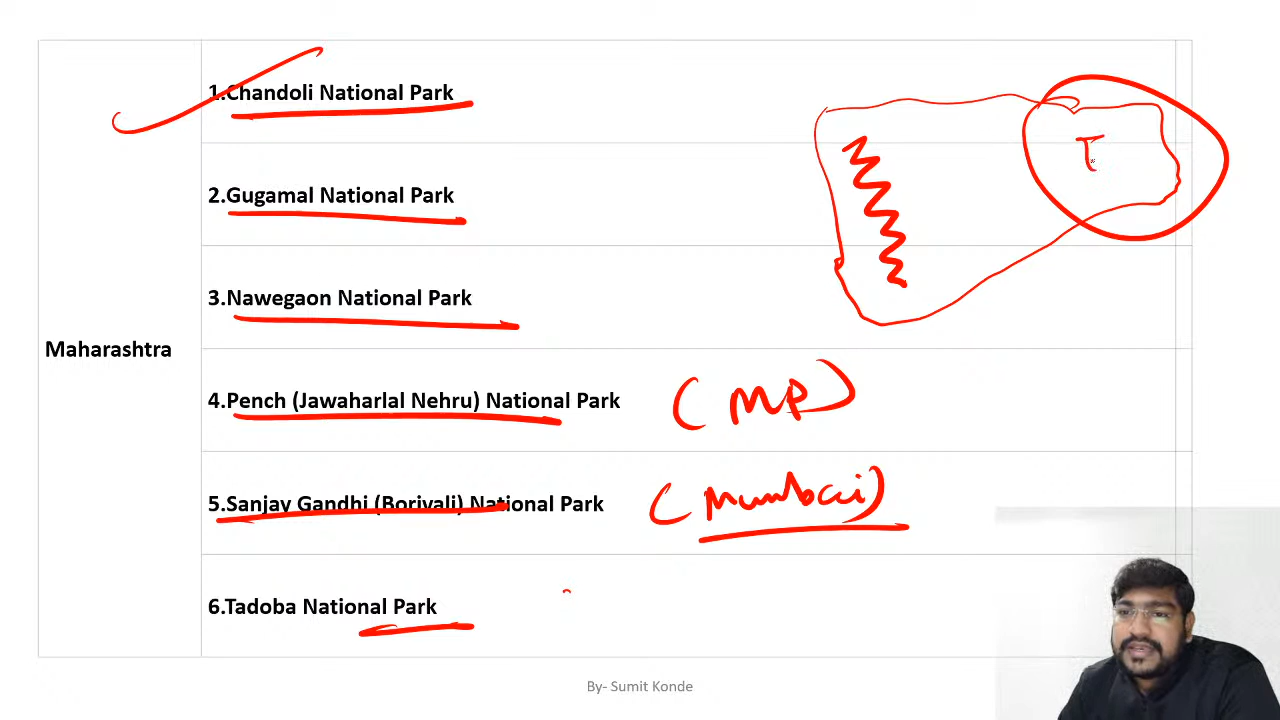 1.Chandoli National Park
2.Gugamal National Park
3.Nawegaon National Park
Maharashtra
4.Pench (Jawaharlal Nehru) National Park (MP)
5.Sanjay Gandhi (Borivali) National Park (Mumbai)
6.Tadoba National Park
T
By- Sumit Konde